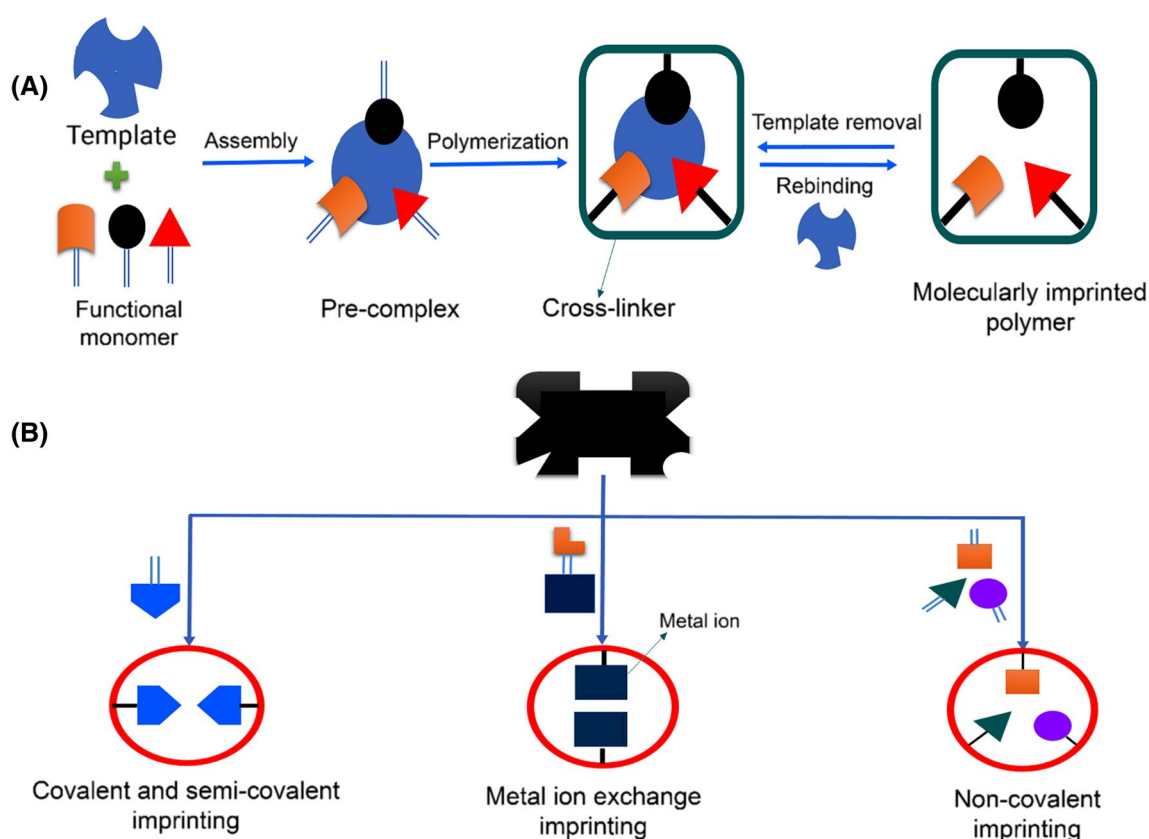 (A)
Template
Assembly
Polymerization
Template removal
Rebinding
Functional
monomer
Pre-complex
Cross-linker
Molecularly imprinted
polymer
(B)
Metal ion
Covalent and semi-covalent
imprinting
Metal ion exchange
imprinting
Non-covalent
imprinting